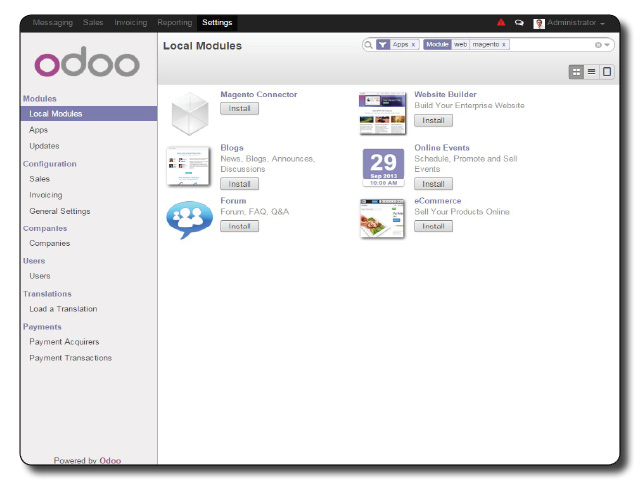 Messaging Sales Invoicing Reporting Settings Administrator
odoo
Local Modules
Apps x Module web magento x
Modules
Local Modules
Apps
Updates
Configuration
Sales
Invoicing
General Settings
Companies
Companies
Users
Users
Translations
Load a Translation
Payments
Payment Acquirers
Payment Transactions
Powered by Odoo
Magento Connector
Install
Website Builder
Build Your Enterprise Website
Install
Blogs
News, Blogs, Announces,
Discussions
Install
29
Sep 2013
10:00 AM
Online Events
Schedule, Promote and Sell
Events
Install
Forum
Forum, FAQ, Q&A
Install
eCommerce
Sell Your Products Online
Install